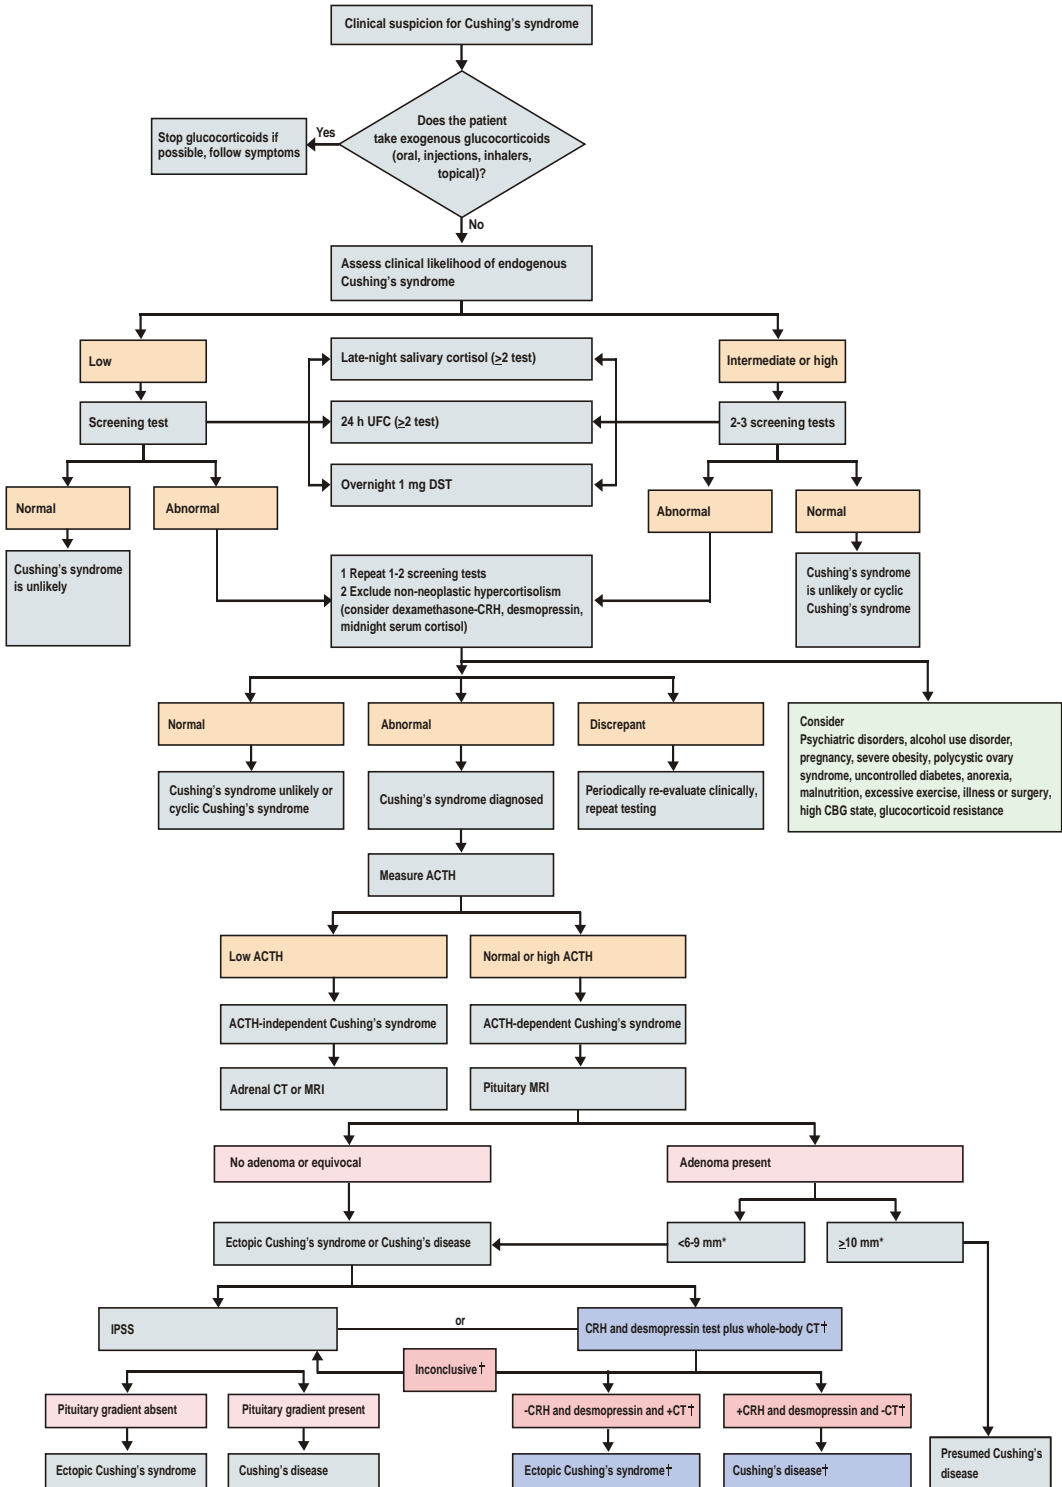 Clinical suspicion for Cushing's syndrome
Does the patient
take exogenous glucocorticoids
(oral, injections, inhalers,
topical)?
Yes
Stop glucocorticoids if
possible, follow symptoms
No
Assess clinical likelihood of endogenous
Cushing's syndrome
Low
Late-night salivary cortisol (≥2 test)
Intermediate or high
Screening test
24 h UFC (≥2 test)
2-3 screening tests
Overnight 1 mg DST
Normal
Abnormal
Abnormal
Normal
Cushing's syndrome
is unlikely
1 Repeat 1-2 screening tests
2 Exclude non-neoplastic hypercortisolism
(consider dexamethasone-CRH, desmopressin,
midnight serum cortisol)
Cushing's syndrome
is unlikely or cyclic
Cushing's syndrome
Normal
Abnormal
Discrepant
Consider
Psychiatric disorders, alcohol use disorder,
pregnancy, severe obesity, polycystic ovary
syndrome, uncontrolled diabetes, anorexia,
malnutrition, excessive exercise, illness or surgery,
high CBG state, glucocorticoid resistance
Cushing's syndrome unlikely or
cyclic Cushing's syndrome
Cushing's syndrome diagnosed
Periodically re-evaluate clinically,
repeat testing
Measure ACTH
Low ACTH
Normal or high ACTH
ACTH-independent Cushing's syndrome
ACTH-dependent Cushing's syndrome
Adrenal CT or MRI
Pituitary MRI
No adenoma or equivocal
Adenoma present
Ectopic Cushing's syndrome or Cushing's disease
<6-9 mm*
≥10 mm*
IPSS
or
CRH and desmopressin test plus whole-body CT†
Inconclusive†
Pituitary gradient absent
Pituitary gradient present
-CRH and desmopressin and +CT†
+CRH and desmopressin and -CT†
Ectopic Cushing's syndrome
Cushing's disease
Ectopic Cushing's syndrome†
Cushing's disease†
Presumed Cushing's
disease